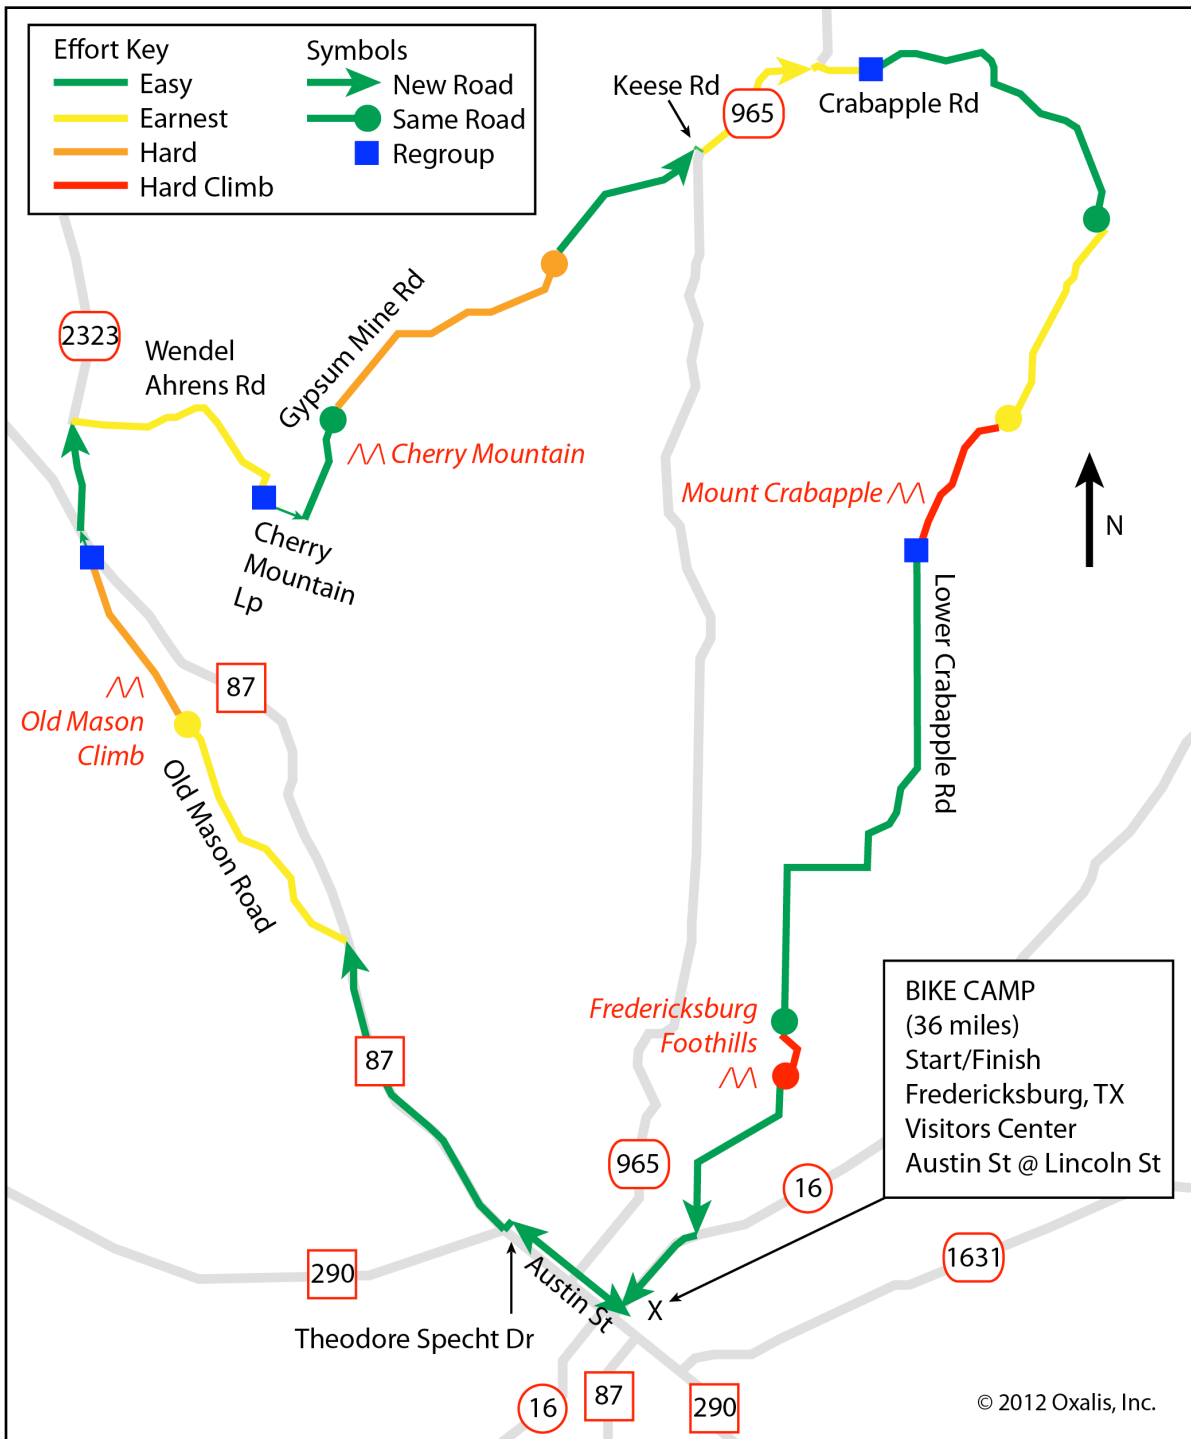 Effort Key
Easy
Earnest
Hard
Hard Climb
Symbols
New Road
Same Road
Regroup
Keese Rd
965
Crabapple Rd
2323
Wendel
Ahrens Rd
Gypsum Mine Rd
Cherry Mountain
Mount Crabapple
N
Cherry
Mountain
Lp
Lower Crabapple Rd
87
Old Mason
Climb
Old Mason Road
BIKE CAMP
(36 miles)
Start/Finish
Fredericksburg, TX
Visitors Center
Austin St @ Lincoln St
Fredericksburg
Foothills
87
965
16
1631
290
Austin St
X
Theodore Specht Dr
16
87
290
© 2012 Oxalis, Inc.